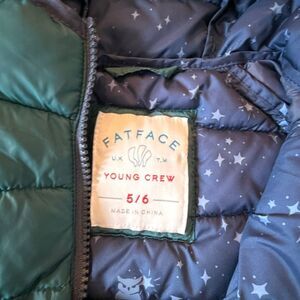 FATFACE
U.K T.M
YOUNG CREW
5/6
MADE IN CHINA